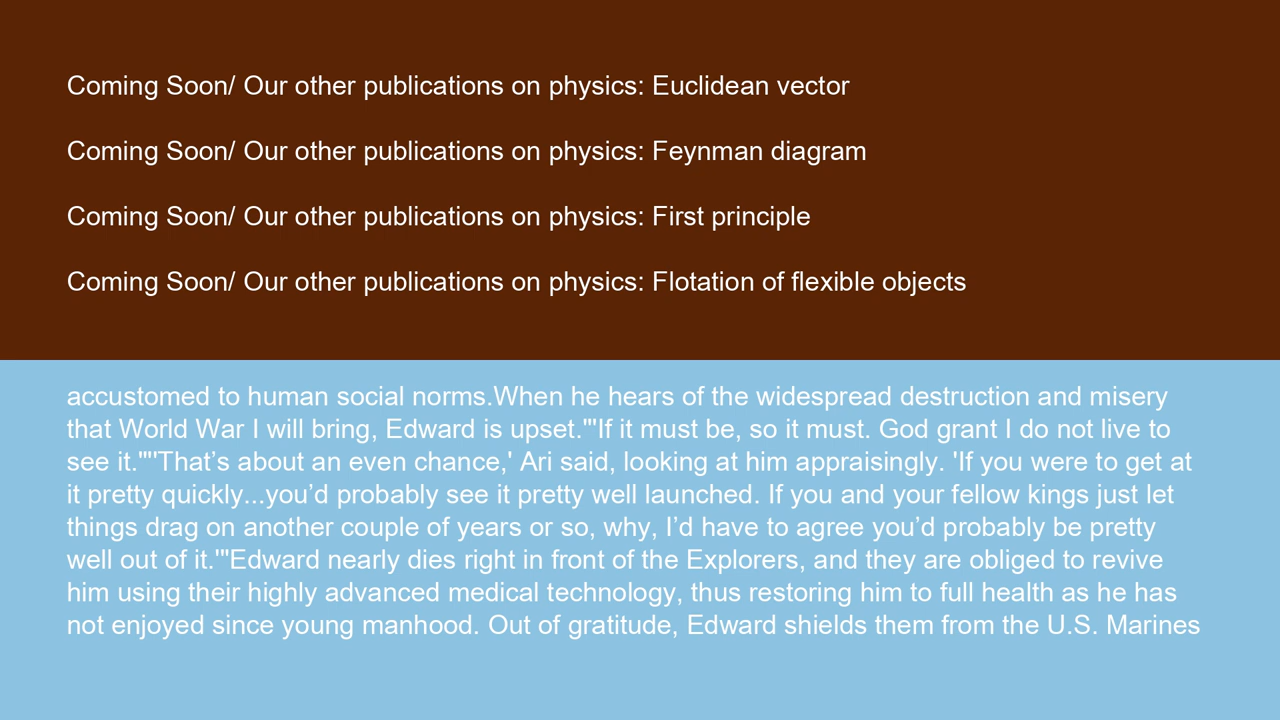 Coming Soon/ Our other publications on physics: Euclidean vector
Coming Soon/ Our other publications on physics: Feynman diagram
Coming Soon/ Our other publications on physics: First principle
Coming Soon/ Our other publications on physics: Flotation of flexible objects
accustomed to human social norms.When he hears of the widespread destruction and misery
that World War I will bring, Edward is upset."'If it must be, so it must. God grant I do not live to
see it.'"'That’s about an even chance,' Ari said, looking at him appraisingly. 'If you were to get at
it pretty quickly...you’d probably see it pretty well launched. If you and your fellow kings just let
things drag on another couple of years or so, why, I’d have to agree you’d probably be pretty
well out of it.'"Edward nearly dies right in front of the Explorers, and they are obliged to revive
him using their highly advanced medical technology, thus restoring him to full health as he has
not enjoyed since young manhood. Out of gratitude, Edward shields them from the U.S. Marines